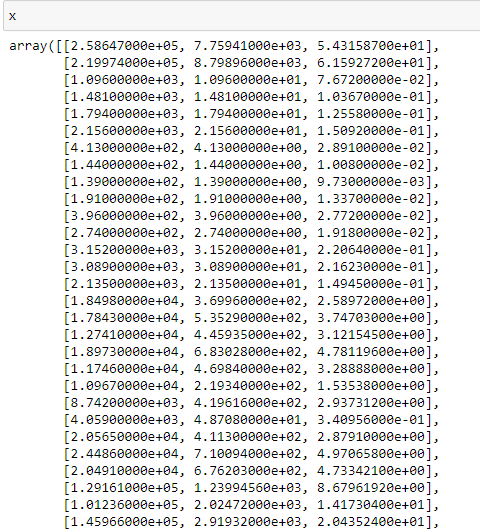 x
array([[2.58647000e+05, 7.75941000e+03, 5.43158700e+01],
[2.19974000e+05, 8.79896000e+03, 6.15927200e+01],
[1.09600000e+03, 1.09600000e+01, 7.67200000e-02],
[1.48100000e+03, 1.48100000e+01, 1.03670000e-01],
[1.79400000e+03, 1.79400000e+01, 1.25580000e-01],
[2.15600000e+03, 2.15600000e+01, 1.50920000e-01],
[4.13000000e+02, 4.13000000e+00, 2.89100000e-02],
[1.44000000e+02, 1.44000000e+00, 1.00800000e-02],
[1.39000000e+02, 1.39000000e+00, 9.73000000e-03],
[1.91000000e+02, 1.91000000e+00, 1.33700000e-02],
[3.96000000e+02, 3.96000000e+00, 2.77200000e-02],
[2.74000000e+02, 2.74000000e+00, 1.91800000e-02],
[3.15200000e+03, 3.15200000e+01, 2.20640000e-01],
[3.08900000e+03, 3.08900000e+01, 2.16230000e-01],
[2.13500000e+03, 2.13500000e+01, 1.49450000e-01],
[1.84980000e+04, 3.69960000e+02, 2.58972000e+00],
[1.78430000e+04, 5.35290000e+02, 3.74703000e+00],
[1.27410000e+04, 4.45935000e+02, 3.12154500e+00],
[1.89730000e+04, 6.83028000e+02, 4.78119600e+00],
[1.17460000e+04, 4.69840000e+02, 3.28888000e+00],
[1.09670000e+04, 2.19340000e+02, 1.53538000e+00],
[8.74200000e+03, 4.19616000e+02, 2.93731200e+00],
[4.05900000e+03, 4.87080000e+01, 3.40956000e-01],
[2.05650000e+04, 4.11300000e+02, 2.87910000e+00],
[2.44860000e+04, 7.10094000e+02, 4.97065800e+00],
[2.04910000e+04, 6.76203000e+02, 4.73342100e+00],
[1.29161000e+05, 1.23994560e+03, 8.67961920e+00],
[1.01236000e+05, 2.02472000e+03, 1.41730400e+01],
[1.45966000e+05, 2.91932000e+03, 2.04352400e+01],